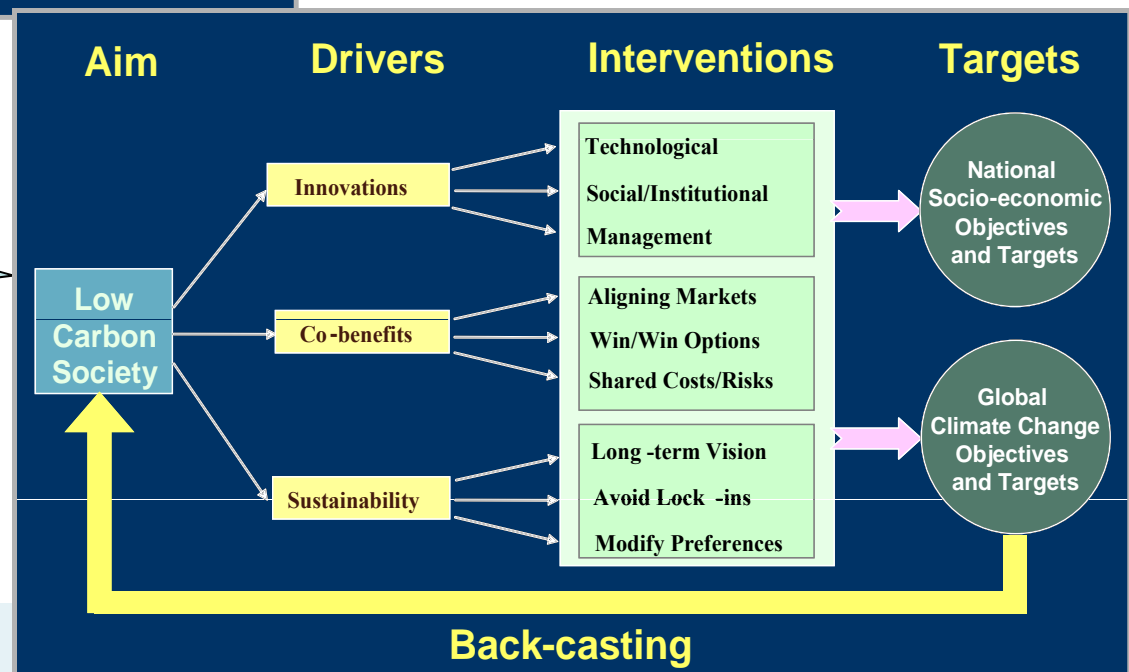 Aim
Drivers
Interventions
Targets
Low
Carbon
Society
Innovations
Co-benefits
Sustainability
Technological
Social/Institutional
Management
Aligning Markets
Win/Win Options
Shared Costs/Risks
Long -term Vision
Avoid Lock -ins
Modify Preferences
National
Socio-economic
Objectives
and Targets
Global
Climate Change
Objectives
and Targets
Back-casting